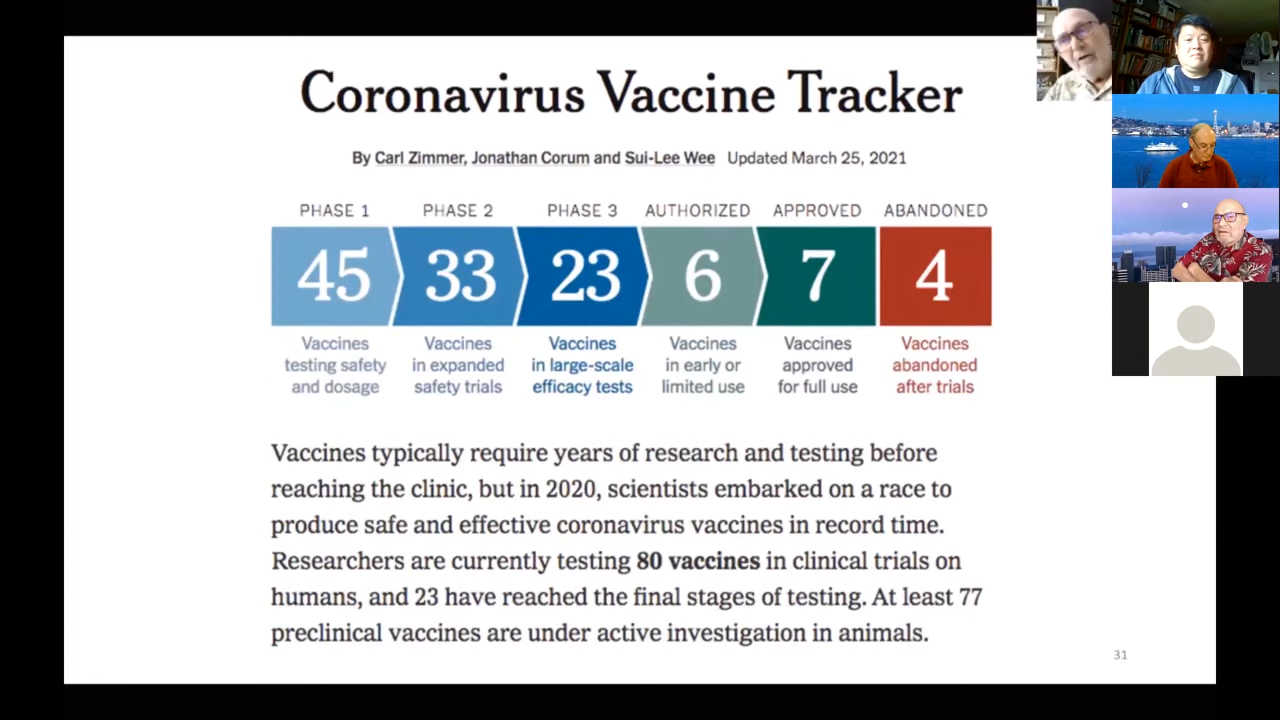 Coronavirus Vaccine Tracker
By Carl Zimmer, Jonathan Corum and Sui-Lee Wee Updated March 25, 2021
PHASE 1 PHASE 2 PHASE 3 AUTHORIZED APPROVED ABANDONED
45 33 23 6 7 4
Vaccines testing safety and dosage
Vaccines in expanded safety trials
Vaccines in large-scale efficacy tests
Vaccines in early or limited use
Vaccines approved for full use
Vaccines abandoned after trials
Vaccines typically require years of research and testing before
reaching the clinic, but in 2020, scientists embarked on a race to
produce safe and effective coronavirus vaccines in record time.
Researchers are currently testing 80 vaccines in clinical trials on
humans, and 23 have reached the final stages of testing. At least 77
preclinical vaccines are under active investigation in animals.
31